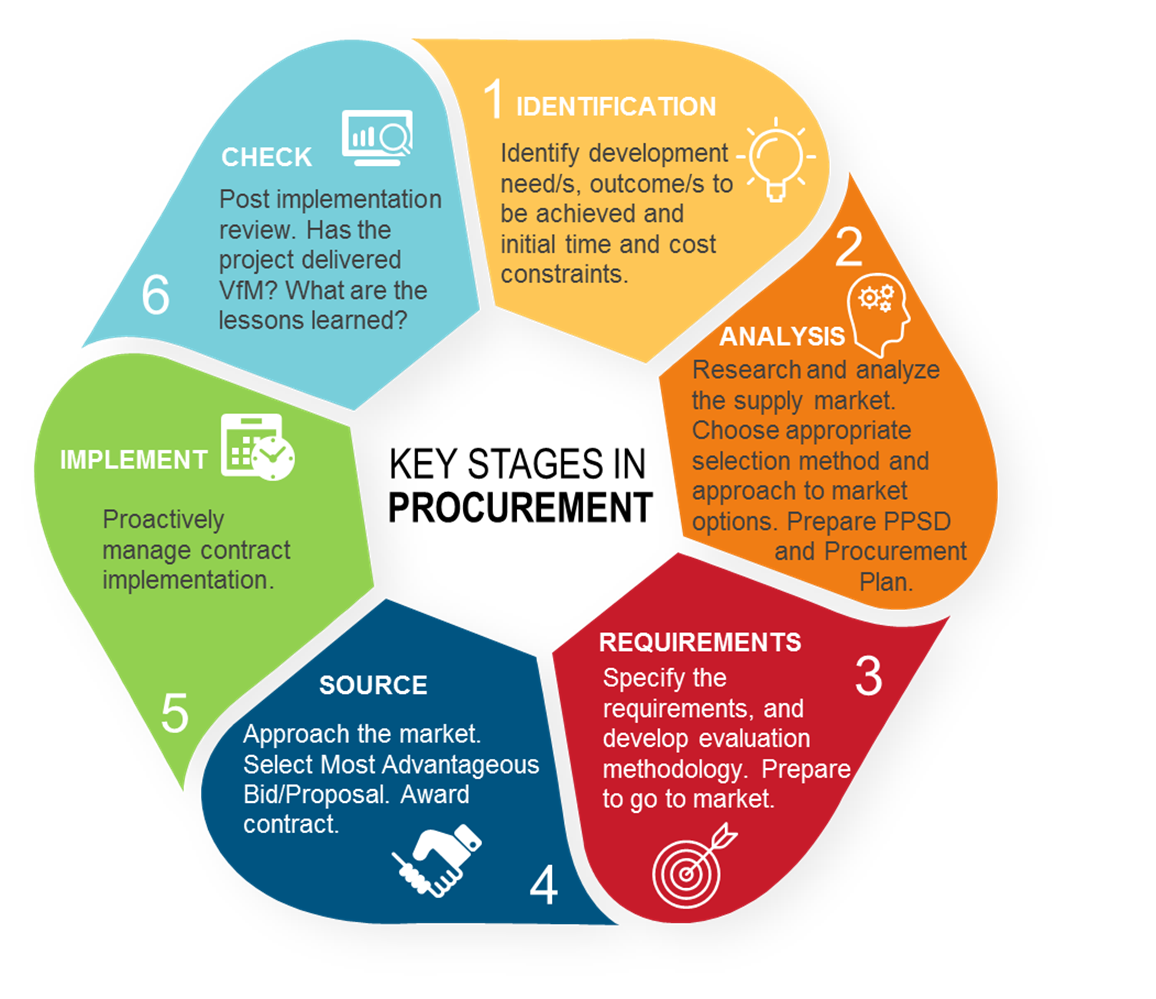 KEY STAGES IN
PROCUREMENT
1 IDENTIFICATION
Identify development
need/s, outcome/s to
be achieved and
initial time and cost
constraints.
2
ANALYSIS
Research and analyze
the supply market.
Choose appropriate
selection method and
approach to market
options. Prepare PPSD
and Procurement
Plan.
REQUIREMENTS
3
Specify the
requirements, and
develop evaluation
methodology. Prepare
to go to market.
SOURCE
Approach the market.
Select Most Advantageous
Bid/Proposal. Award
contract.
4
IMPLEMENT
Proactively
manage contract
implementation.
5
CHECK
Post implementation
review. Has the
project delivered
VfM? What are the
lessons learned?
6